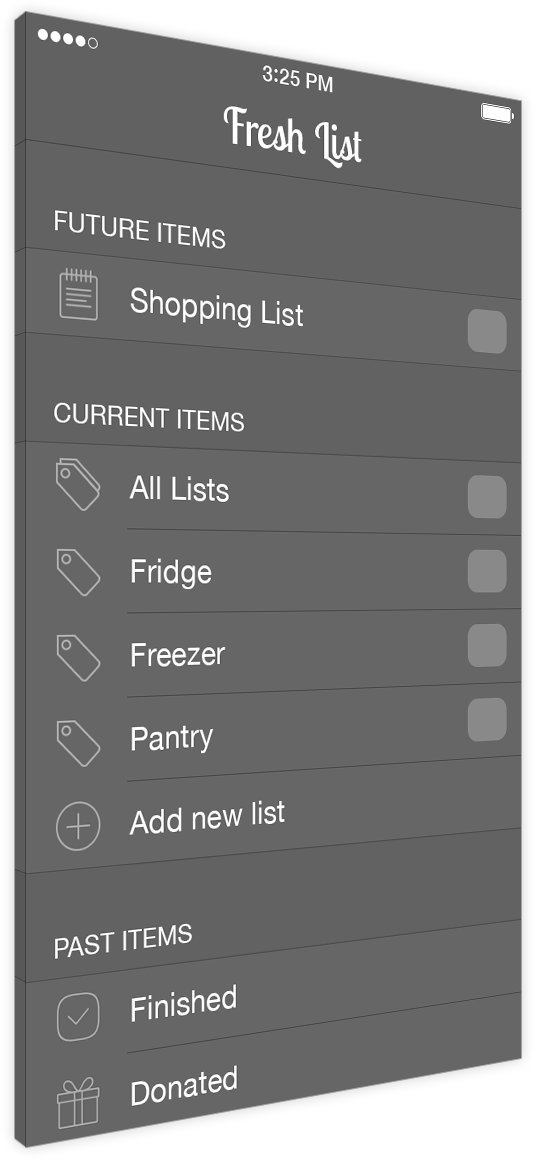 3:25 PM
Fresh List
FUTURE ITEMS
Shopping List
CURRENT ITEMS
All Lists
Fridge
Freezer
Pantry
Add new list
PAST ITEMS
Finished
Donated